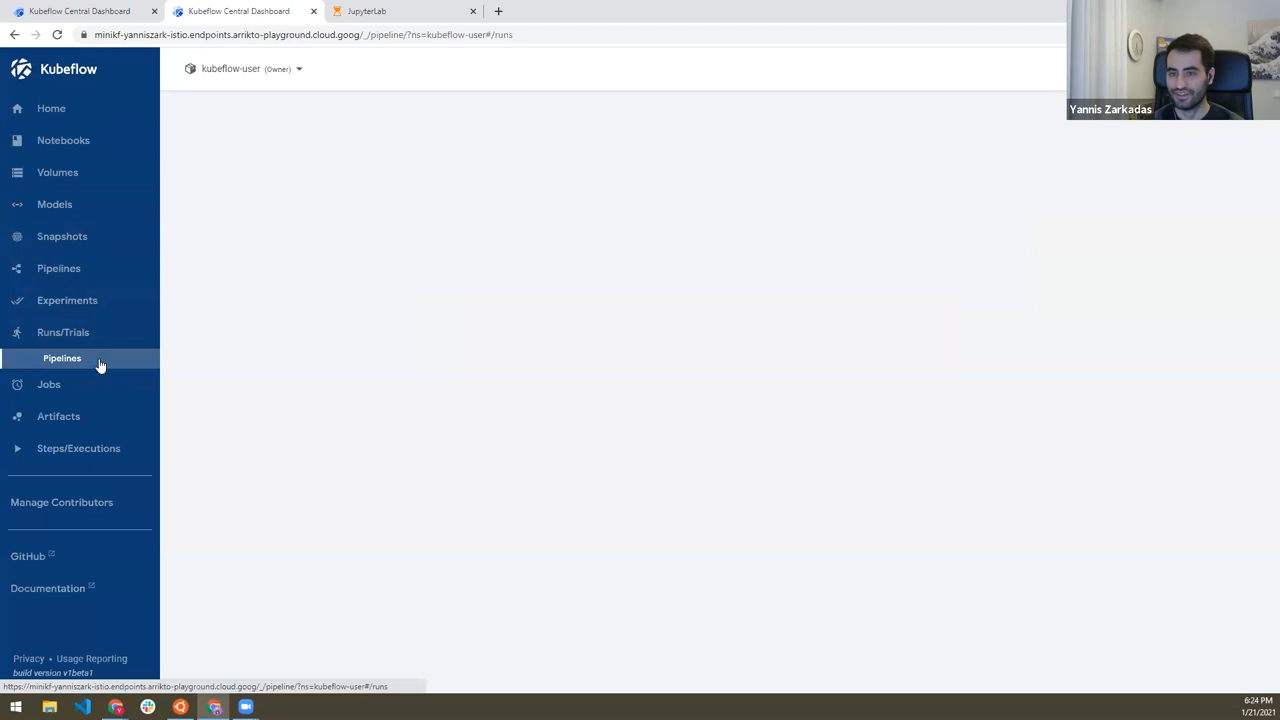 Kubeflow Central Dashboard
Kubeflow Central Dashboard
JupyterLab
minikf-yanniszark-istio.endpoints.arrikto-playground.cloud.goog/_/pipeline/?ns=kubeflow-user#/runs
Kubeflow
kubeflow-user (Owner)
Yannis Zarkadas
Home
Notebooks
Volumes
Models
Snapshots
Pipelines
Experiments
Runs/Trials
Pipelines
Jobs
Artifacts
Steps/Executions
Manage Contributors
GitHub
Documentation
Privacy • Usage Reporting
build version v1beta1
https://minikf-yanniszark-istio.endpoints.arrikto-playground.cloud.goog/_/pipeline/?ns=kubeflow-user#/runs
6:24 PM
1/21/2021